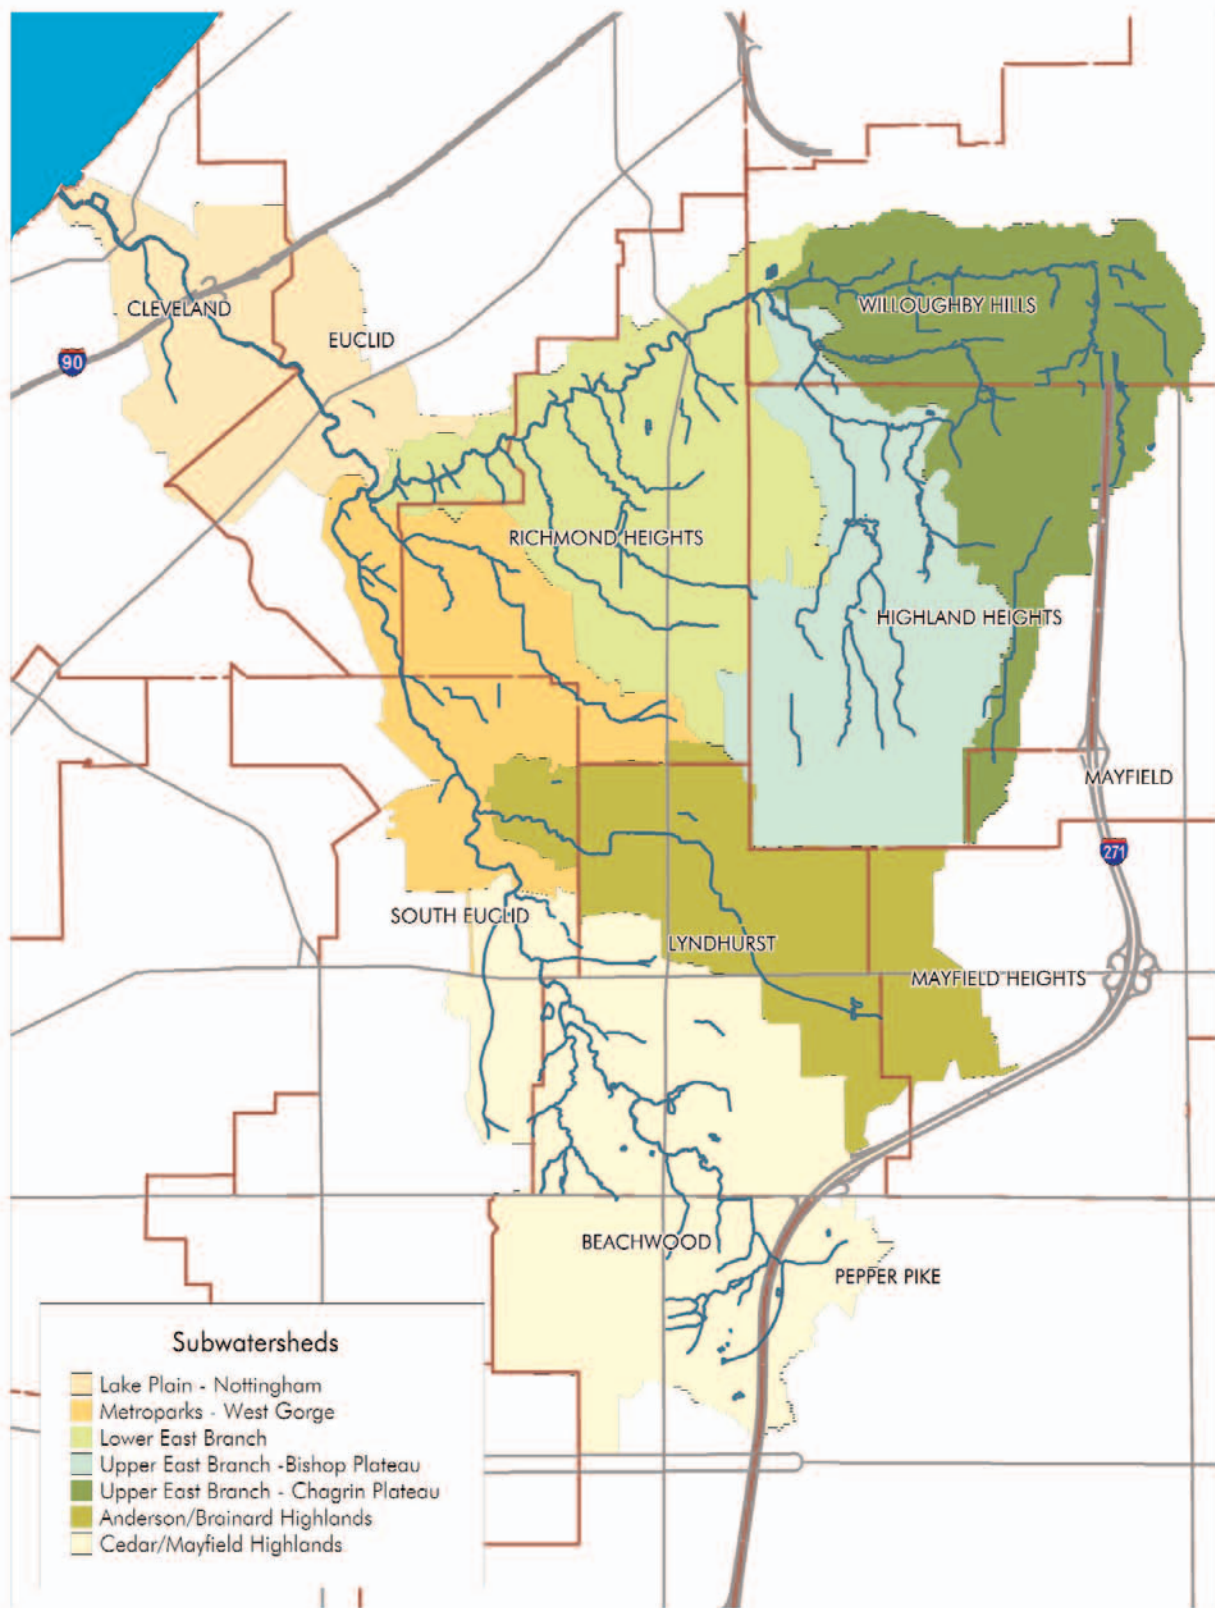 CLEVELAND
WILLOUGHBY HILLS
EUCLID
90
RICHMOND HEIGHTS
HIGHLAND HEIGHTS
MAYFIELD
271
SOUTH EUCLID
LYNDHURST
MAYFIELD HEIGHTS
BEACHWOOD
PEPPER PIKE
Subwatersheds
Lake Plain - Nottingham
Metroparks - West Gorge
Lower East Branch
Upper East Branch -Bishop Plateau
Upper East Branch - Chagrin Plateau
Anderson/Brainard Highlands
Cedar/Mayfield Highlands